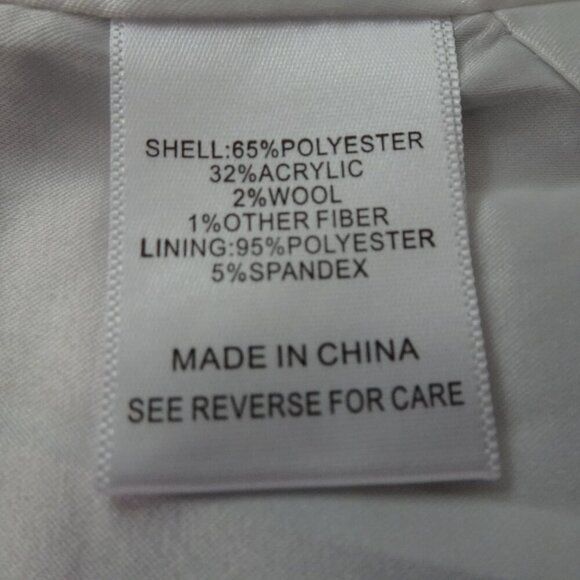 SHELL:65%POLYESTER
32%ACRYLIC
2%WOOL
1%OTHER FIBER
LINING:95%POLYESTER
5%SPANDEX
MADE IN CHINA
SEE REVERSE FOR CARE